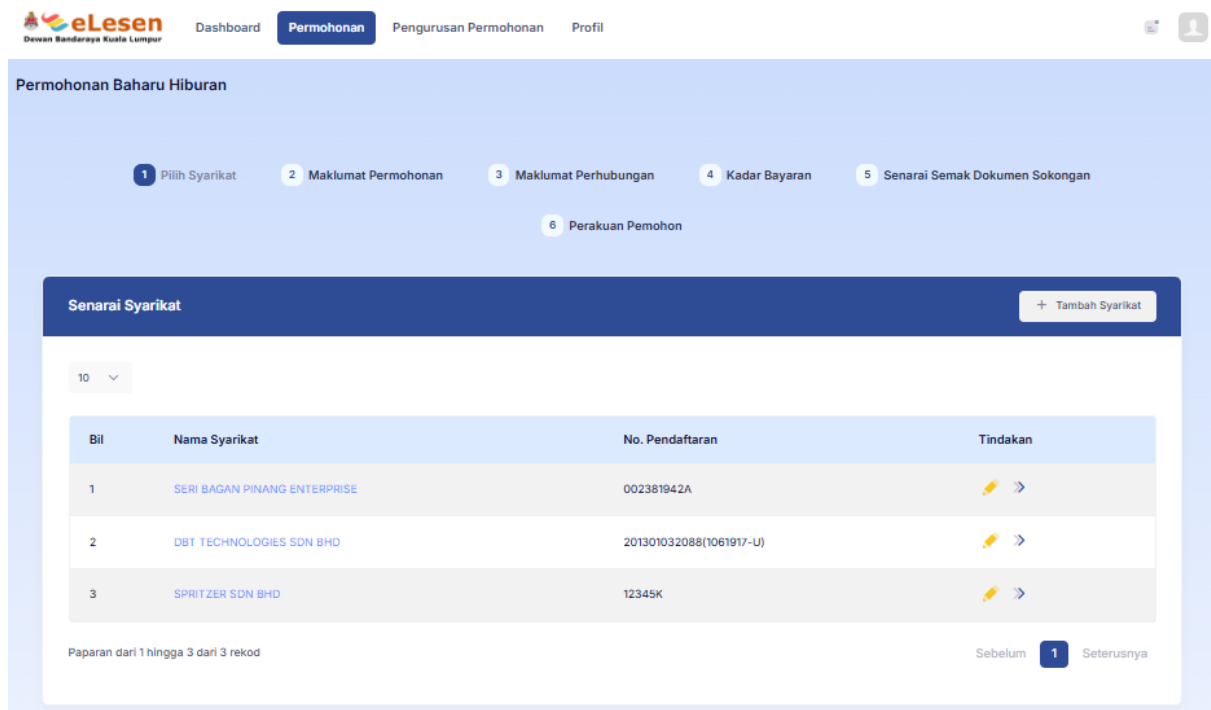 eLesen
Dewan Bandaraya Kuala Lumpur
Dashboard Permohonan Pengurusan Permohonan Profil
Permohonan Baharu Hiburan
1 Pilih Syarikat 2 Maklumat Permohonan 3 Maklumat Perhubungan 4 Kadar Bayaran 5 Senarai Semak Dokumen Sokongan
6 Perakuan Pemohon
Senarai Syarikat + Tambah Syarikat
10
Bil Nama Syarikat No. Pendaftaran Tindakan
1 SERI BAGAN PINANG ENTERPRISE 002381942A
2 DBT TECHNOLOGIES SDN BHD 201301032088(1061917-U)
3 SPRITZER SDN BHD 12345K
Paparan dari 1 hingga 3 dari 3 rekod Sebelum 1 Seterusnya